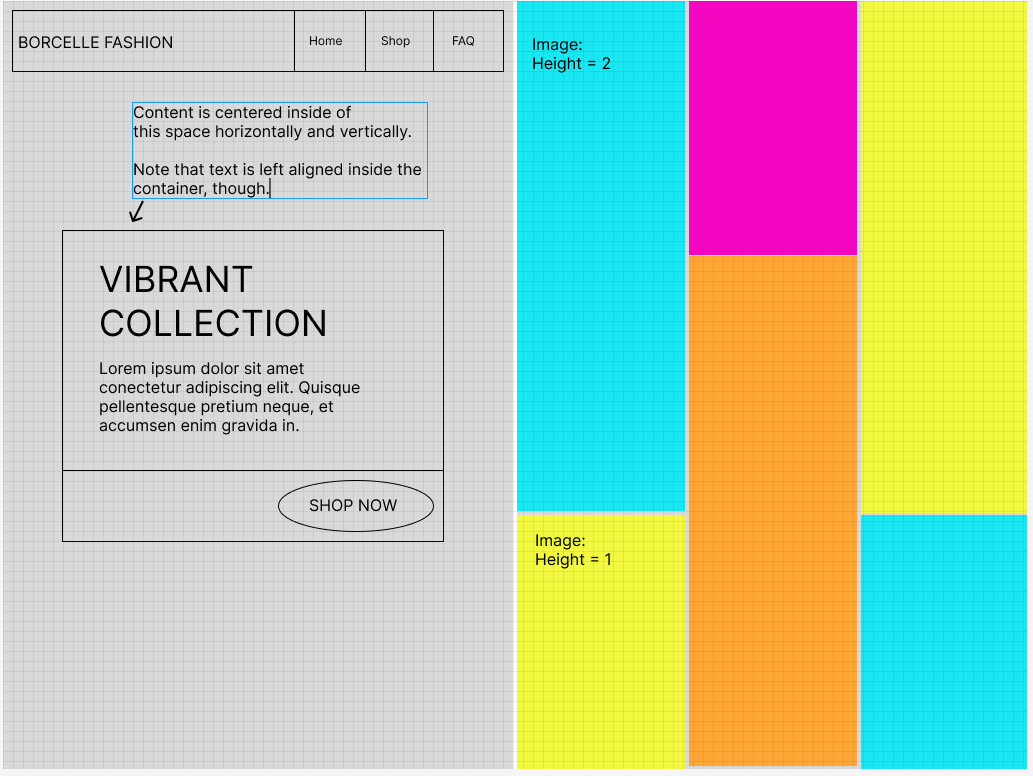 BORCELLE FASHION
Home
Shop
FAQ
Content is centered inside of
this space horizontally and vertically.
Note that text is left aligned inside the
container, though.
VIBRANT
COLLECTION
Lorem ipsum dolor sit amet
conectetur adipiscing elit. Quisque
pellentesque pretium neque, et
accumsen enim gravida in.
SHOP NOW
Image:
Height = 2
Image:
Height = 1